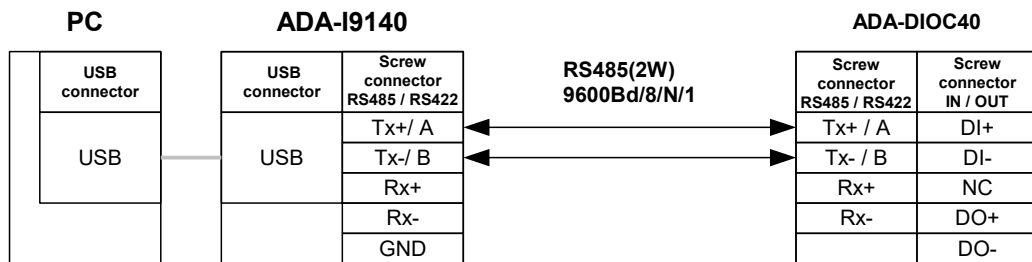 PC ADA-I9140 ADA-DIOC40
USB connector
USB
USB connector
Screw connector RS485 / RS422
USB
Tx+/ A
Tx-/ B
Rx+
Rx-
GND
RS485(2W)
9600Bd/8/N/1
Screw connector RS485 / RS422
Screw connector IN / OUT
Tx+ / A DI+
Tx- / B DI-
Rx+ NC
Rx- DO+
DO-